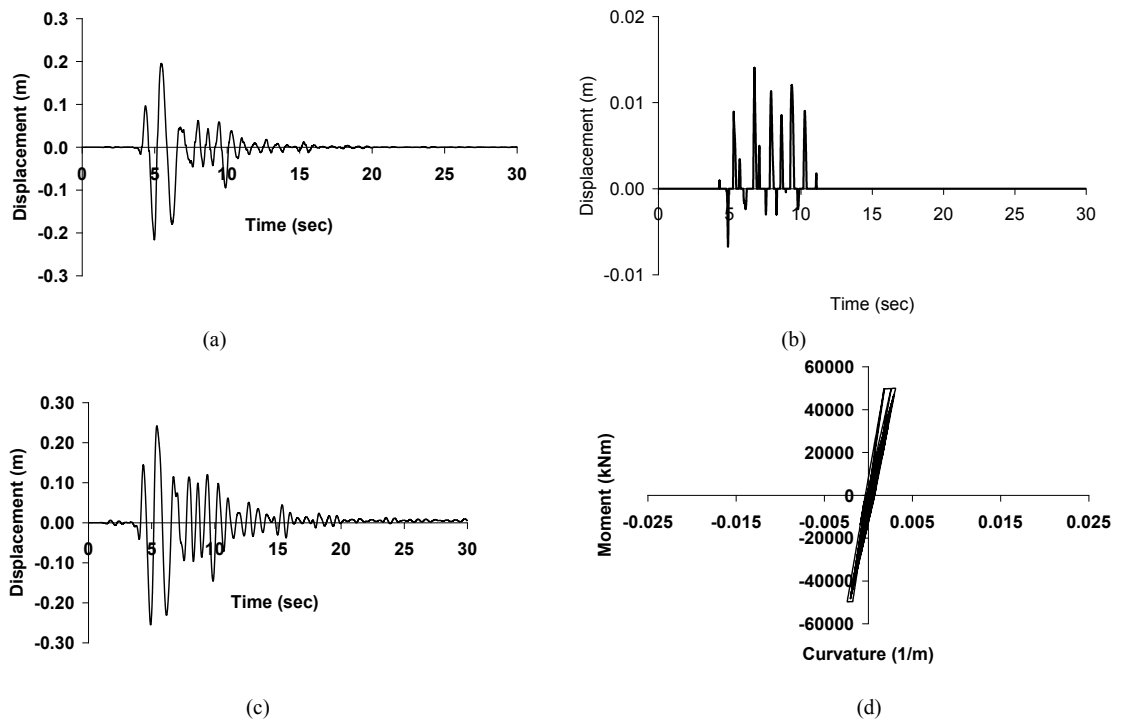 0.3
0.2
0.1
0.0
-0.1
-0.2
-0.3
0 5 10 15 20 25 30
Displacement (m)
Time (sec)
(a)
0.02
0.01
0.00
-0.01
0 5 10 15 20 25 30
Displacement (m)
Time (sec)
(b)
0.30
0.20
0.10
0.00
-0.10
-0.20
-0.30
0 5 10 15 20 25 30
Displacement (m)
Time (sec)
(c)
60000
40000
20000
0
-20000
-40000
-60000
-0.025 -0.015 -0.005 0.005 0.015 0.025
Moment (kNm)
Curvature (1/m)
(d)